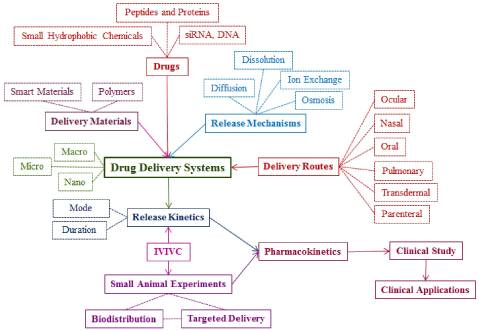 Peptides and Proteins
Small Hydrophobic Chemicals
siRNA, DNA
Drugs
Dissolution
Ion Exchange
Diffusion
Osmosis
Release Mechanisms
Smart Materials
Polymers
Delivery Materials
Macro
Micro
Nano
Drug Delivery Systems
Delivery Routes
Ocular
Nasal
Oral
Pulmonary
Transdermal
Parenteral
Mode
Duration
Release Kinetics
IVIVC
Small Animal Experiments
Biodistribution
Targeted Delivery
Pharmacokinetics
Clinical Study
Clinical Applications